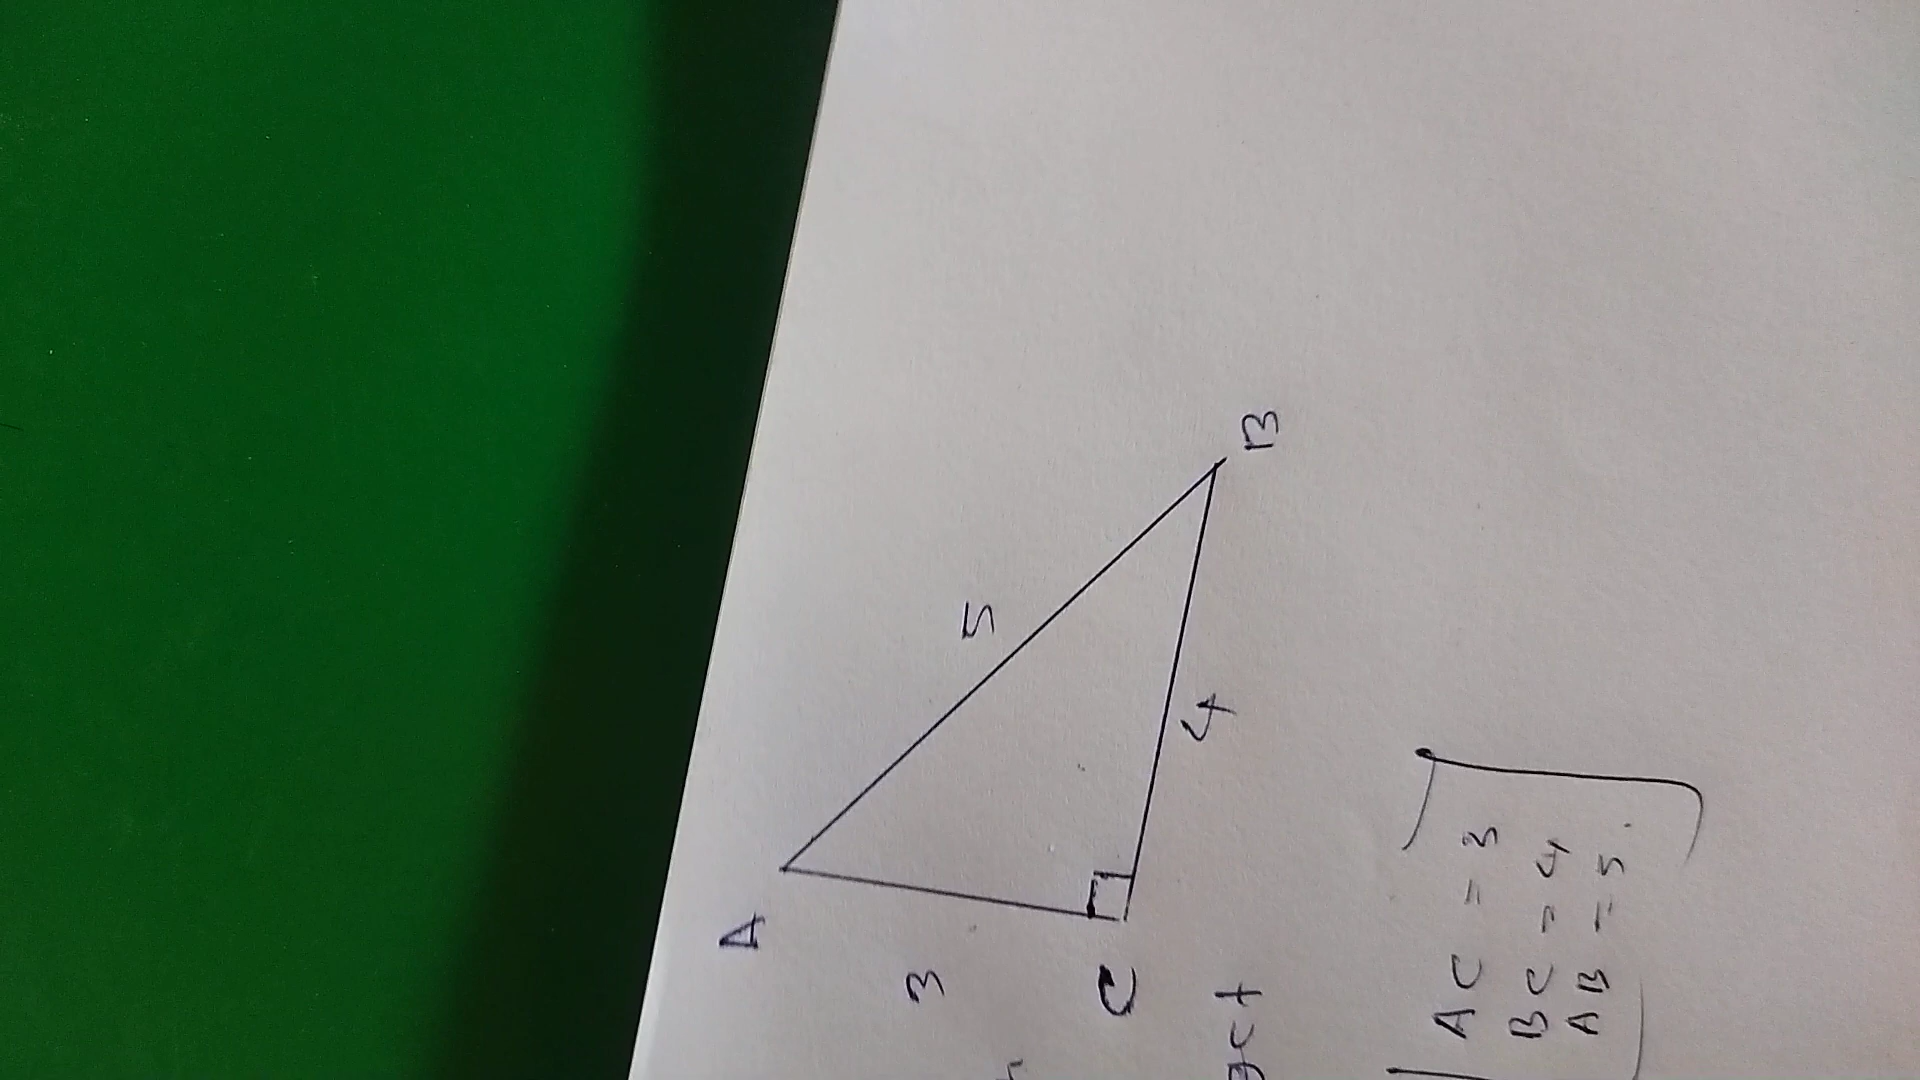 A
3
5
C
4
B
AC = 3
BC = 4
AB = 5.